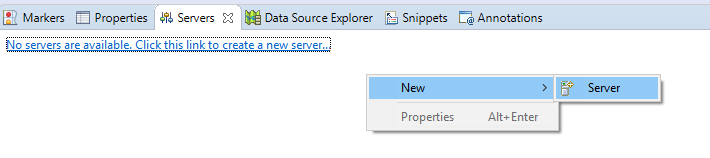 Markers Properties Servers Data Source Explorer Snippets Annotations
No servers are available. Click this link to create a new server...
New Server
Properties Alt+Enter